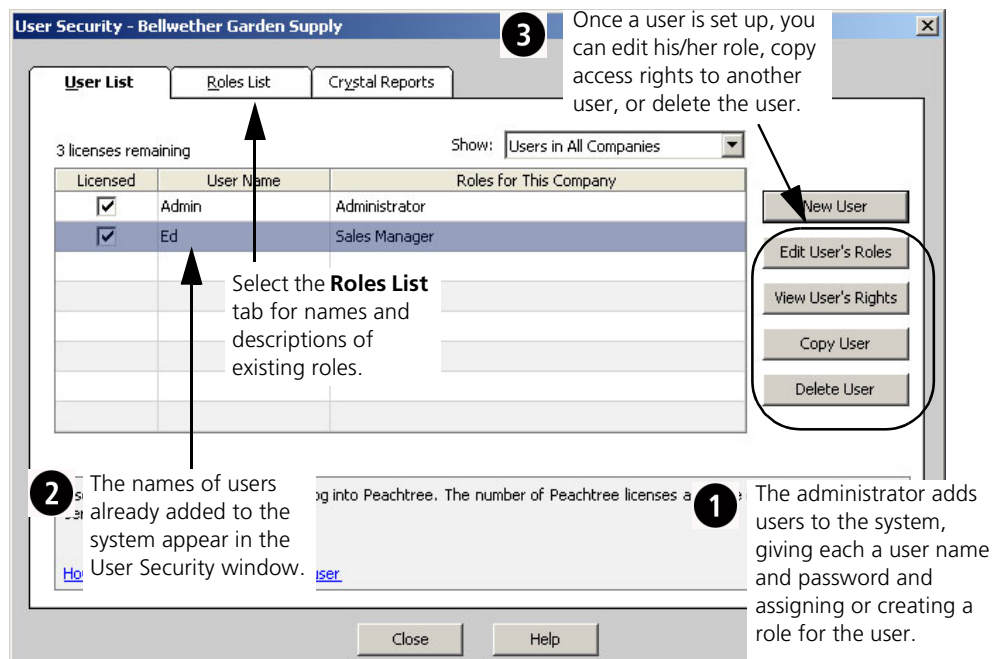 User Security - Bellwether Garden Supply
3
Once a user is set up, you
can edit his/her role, copy
access rights to another
user, or delete the user.
User List
Roles List
Crystal Reports
3 licenses remaining
Show: Users in All Companies
Licensed User Name Roles for This Company
Admin Administrator
Ed Sales Manager
New User
Edit User's Roles
View User's Rights
Copy User
Delete User
Select the Roles List
tab for names and
descriptions of
existing roles.
2
The names of users
already added to the
system appear in the
User Security window.
into Peachtree. The number of Peachtree licenses
user
1
The administrator adds
users to the system,
giving each a user name
and password and
assigning or creating a
role for the user.
Close
Help